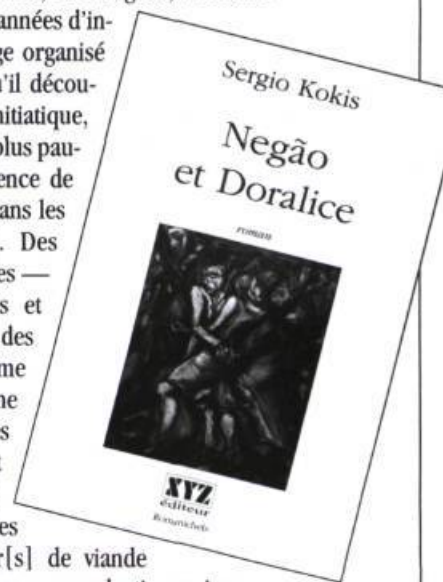 années d'in-
ge organisé
u'il décou-
nitiatique,
plus pau-
ence de
ans les
. Des
es —
s et
des
me
ne
s
t
es
r[s] de viande
Sergio Kokis
Negão
et Doralice
roman
XYZ
éditeur
Romanichels